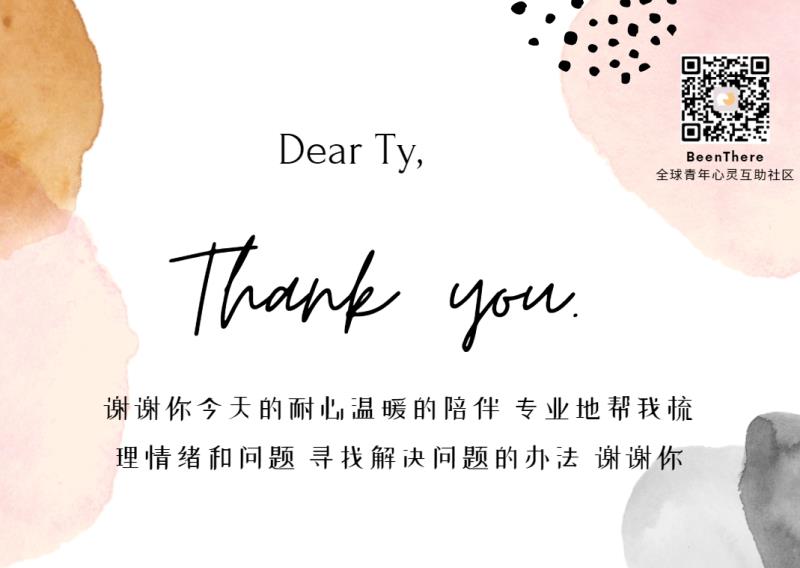 BeenThere
全球青年心灵互助社区
Dear Ty,
Thank you.
谢谢你今天的耐心温暖的陪伴 专业地帮我梳
理情绪和问题 寻找解决问题的办法 谢谢你